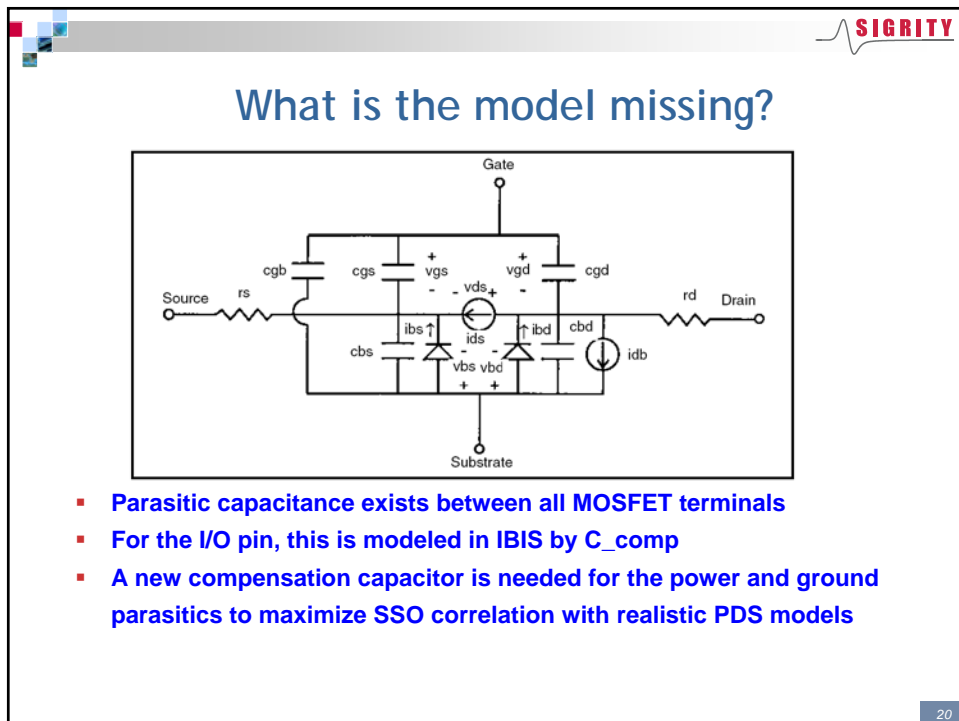 SIGRITY
What is the model missing?
Gate
cgb
cgs
+
vgs
-
+
vgd
-
cgd
Source
rs
- vds +
rd
Drain
ibs ↑
ids
↑ ibd
cbd
idb
cbs
- -
vbs vbd
+ +
Substrate
▪ Parasitic capacitance exists between all MOSFET terminals
▪ For the I/O pin, this is modeled in IBIS by C_comp
▪ A new compensation capacitor is needed for the power and ground
parasitics to maximize SSO correlation with realistic PDS models
20